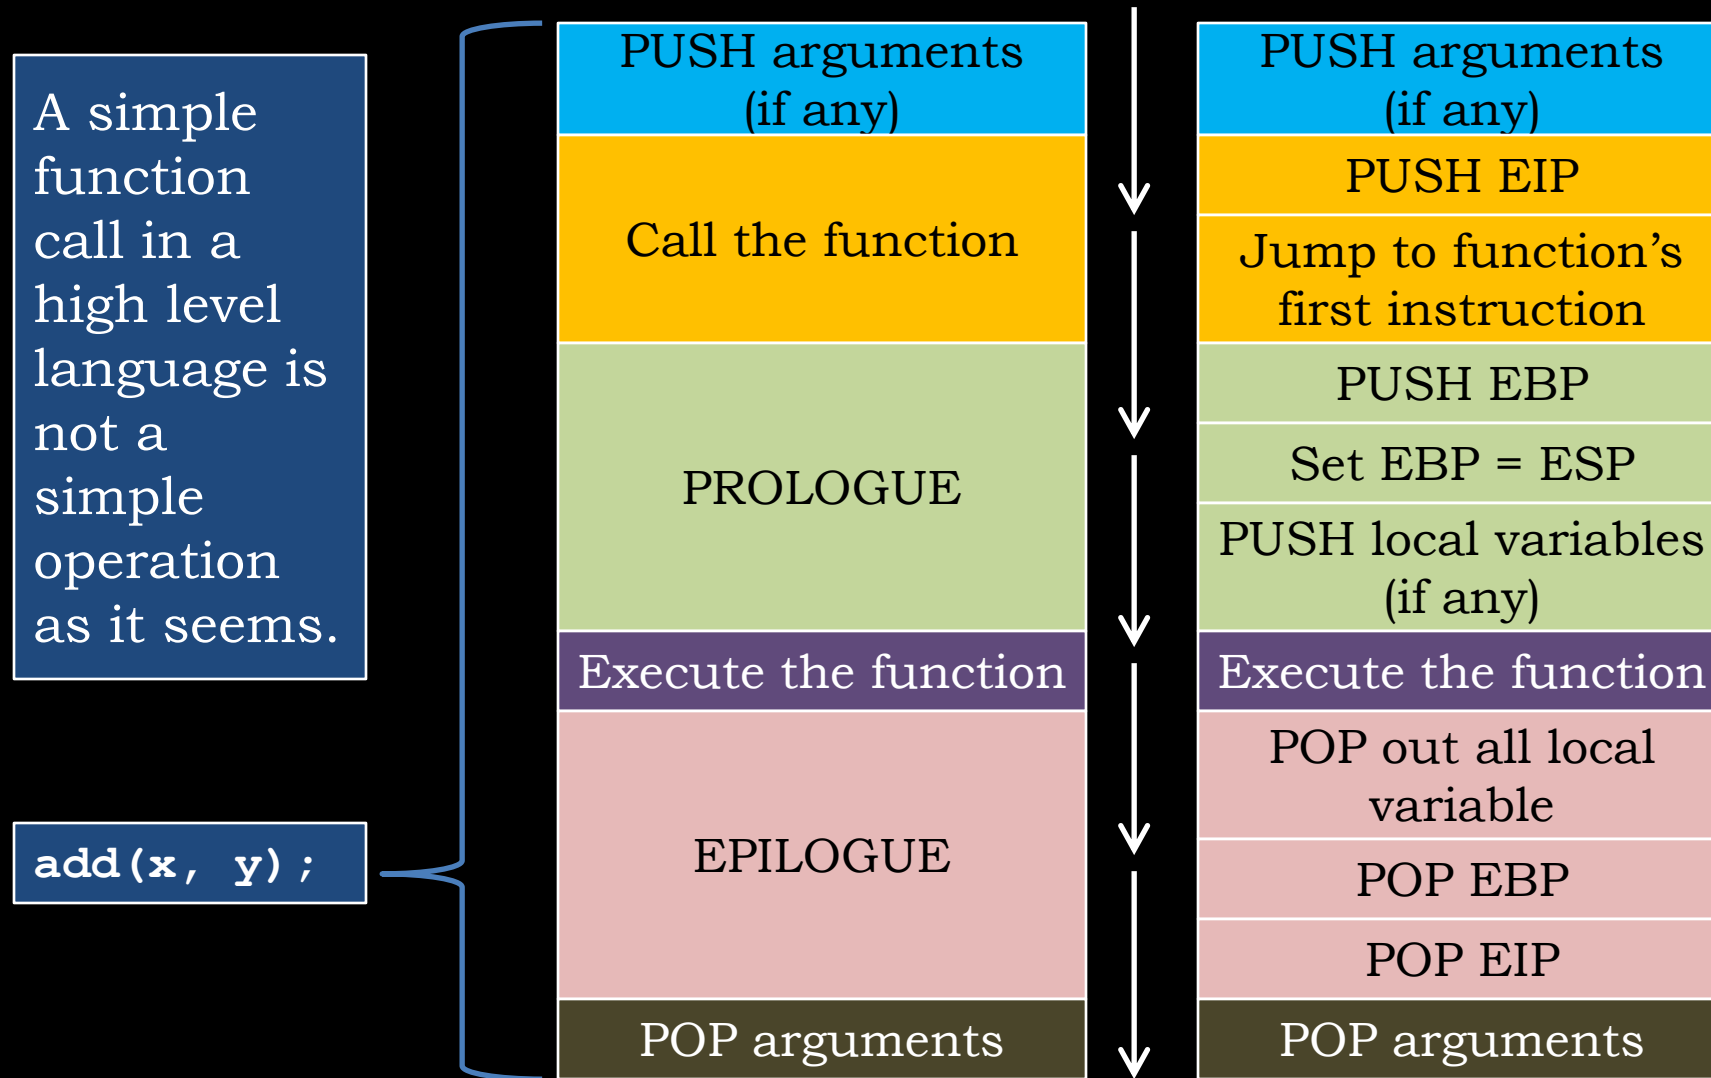 A simple
function
call in a
high level
language is
not a
simple
operation
as it seems.
add(x, y);
PUSH arguments
(if any)
Call the function
PROLOGUE
Execute the function
EPILOGUE
POP arguments
PUSH arguments
(if any)
PUSH EIP
Jump to function’s
first instruction
PUSH EBP
Set EBP = ESP
PUSH local variables
(if any)
Execute the function
POP out all local
variable
POP EBP
POP EIP
POP arguments